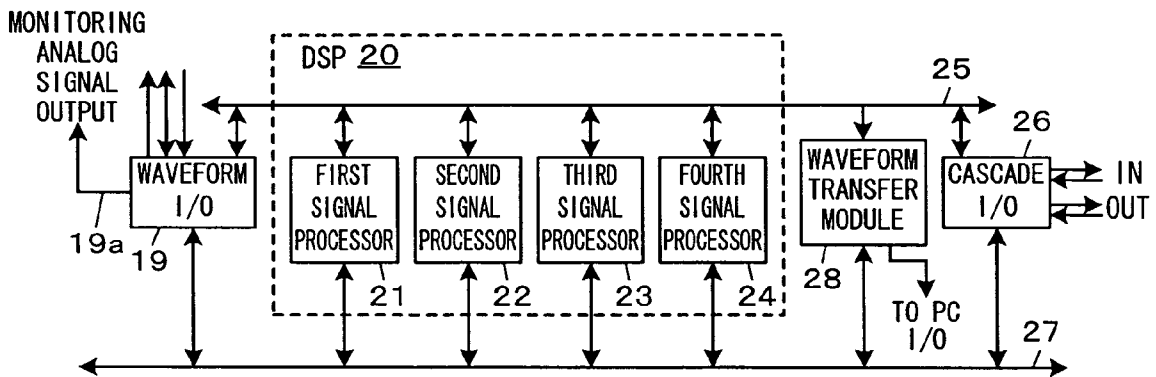 MONITORING
ANALOG
SIGNAL
OUTPUT
DSP 20
25
26
WAVEFORM
I/O
FIRST
SIGNAL
PROCESSOR
SECOND
SIGNAL
PROCESSOR
THIRD
SIGNAL
PROCESSOR
FOURTH
SIGNAL
PROCESSOR
WAVEFORM
TRANSFER
MODULE
CASCADE
I/O
IN
OUT
19a
19
21
22
23
24
28
TO PC
I/O
27